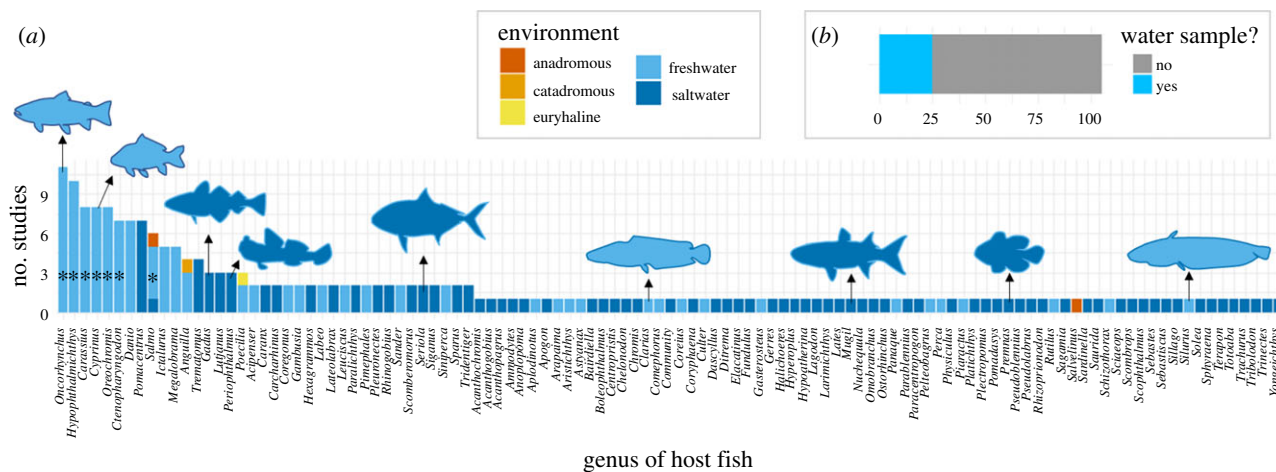 (a)
environment
anadromous
catadromous
euryhaline
freshwater
saltwater
(b)
water sample?
no
yes
0 25 50 75 100
no. studies
9
6
3
0
******
*
Oncorhynchus
Hypophthalmichthys
Carassius
Cyprinus
Oreochromis
Ctenopharyngodon
Danio
Pomacentrus
Salmo
Ictalurus
Megalobrama
Anguilla
Trematomus
Gadus
Lutjanus
Periophthalmus
Poecilia
Acipenser
Caranx
Carcharhinus
Coregonus
Gambusia
Hexagrammos
Labeo
Lateolabrax
Leuciscus
Paralichthys
Pimephales
Pleuronectes
Rhinogobius
Sander
Scomberomorus
Seriola
Siganus
Siniperca
Sparus
Tridentiger
Acanthochromis
Acanthogobius
Acanthopagrus
Ammodytes
Anampsodax
Aplodinotus
Apogon
Arapaima
Aristichthys
Astyanax
Bairdiella
Boleophthalmus
Centropristis
Chelonodon
Chromis
Clarias
Comephorus
Community
Coreius
Coryphaena
Culter
Dascyllus
Ditrema
Elacatinus
Fundulus
Gasterosteus
Gerres
Halichoeres
Hyperoplus
Hypoatherina
Lagodon
Larimichthys
Lates
Mugil
Nuchequula
Omobranchus
Ostorhinchus
Panaque
Parablennius
Paracentropogon
Pelteobagrus
Perca
Physiculus
Piaractus
Platichthys
Plectropomus
Pomadasys
Premnas
Pseudoblennius
Pseudolabrus
Rhizoprionodon
Rutilus
Sagamia
Salvelinus
Sardinella
Saurida
Schizothorax
Sciaenops
Scombrops
Scophthalmus
Sebastes
Sebastiscus
Sillago
Silurus
Solea
Sphyraena
Terapon
Totoaba
Trachurus
Tribolodon
Trinectes
genus of host fish